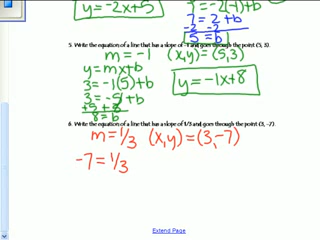 y=-2x+5
7=-2(-1)+b
7=2+b
-2 -2
5=b
5. Write the equation of a line that has a slope of -1 and goes through the point (5, 3).
m=-1 (x,y)=(5,3)
y=mx+b
3=-1(5)+b
3=-5+b
+5 +5
8=b
y=-1x+8
6. Write the equation of a line that has a slope of 1/3 and goes through the point (3, -7).
m=1/3 (x,y)=(3,-7)
-7=1/3
Extend Page